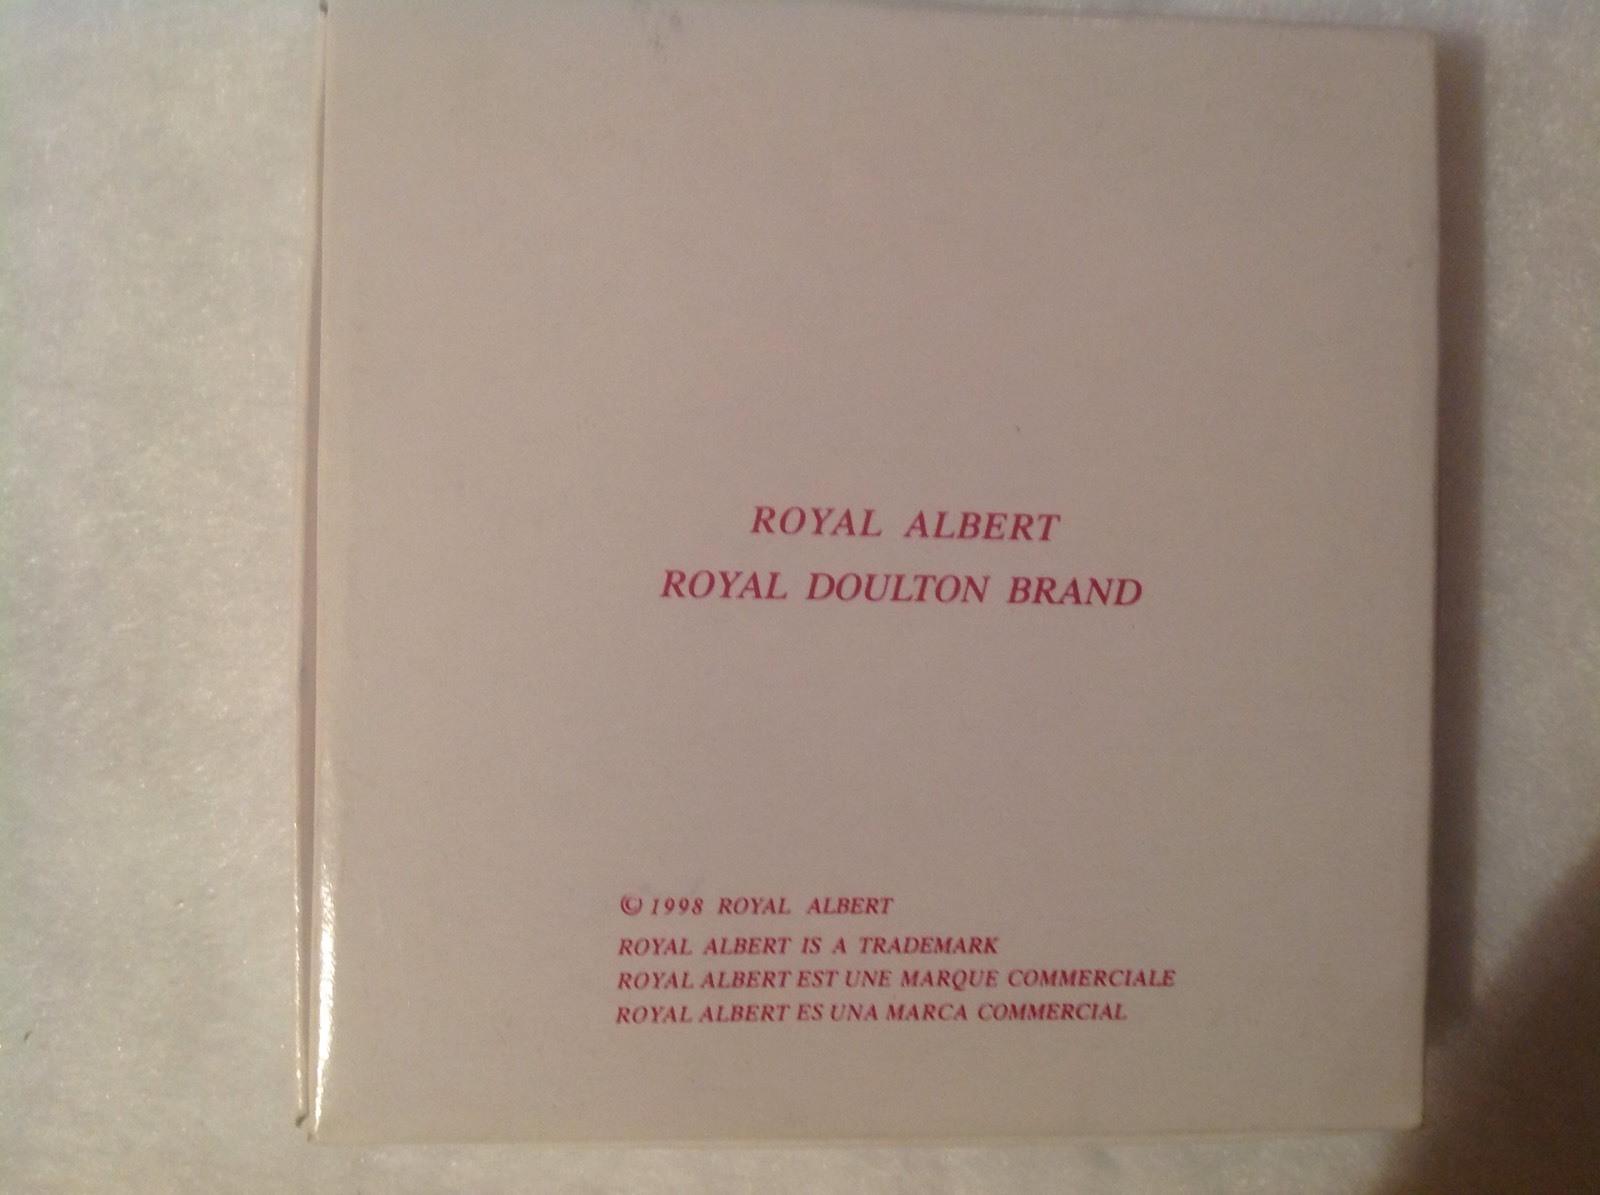 ROYAL ALBERT
ROYAL DOULTON BRAND
© 1998 ROYAL ALBERT
ROYAL ALBERT IS A TRADEMARK
ROYAL ALBERT EST UNE MARQUE COMMERCIALE
ROYAL ALBERT ES UNA MARCA COMMERCIAL